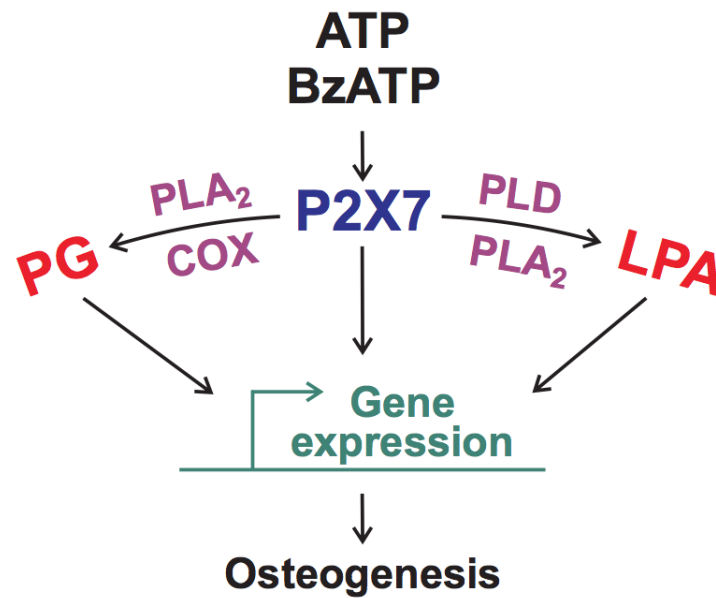 ATP
BzATP
PLA₂
PLD
P2X7
PG
COX
PLA₂
LPA
Gene
expression
Osteogenesis